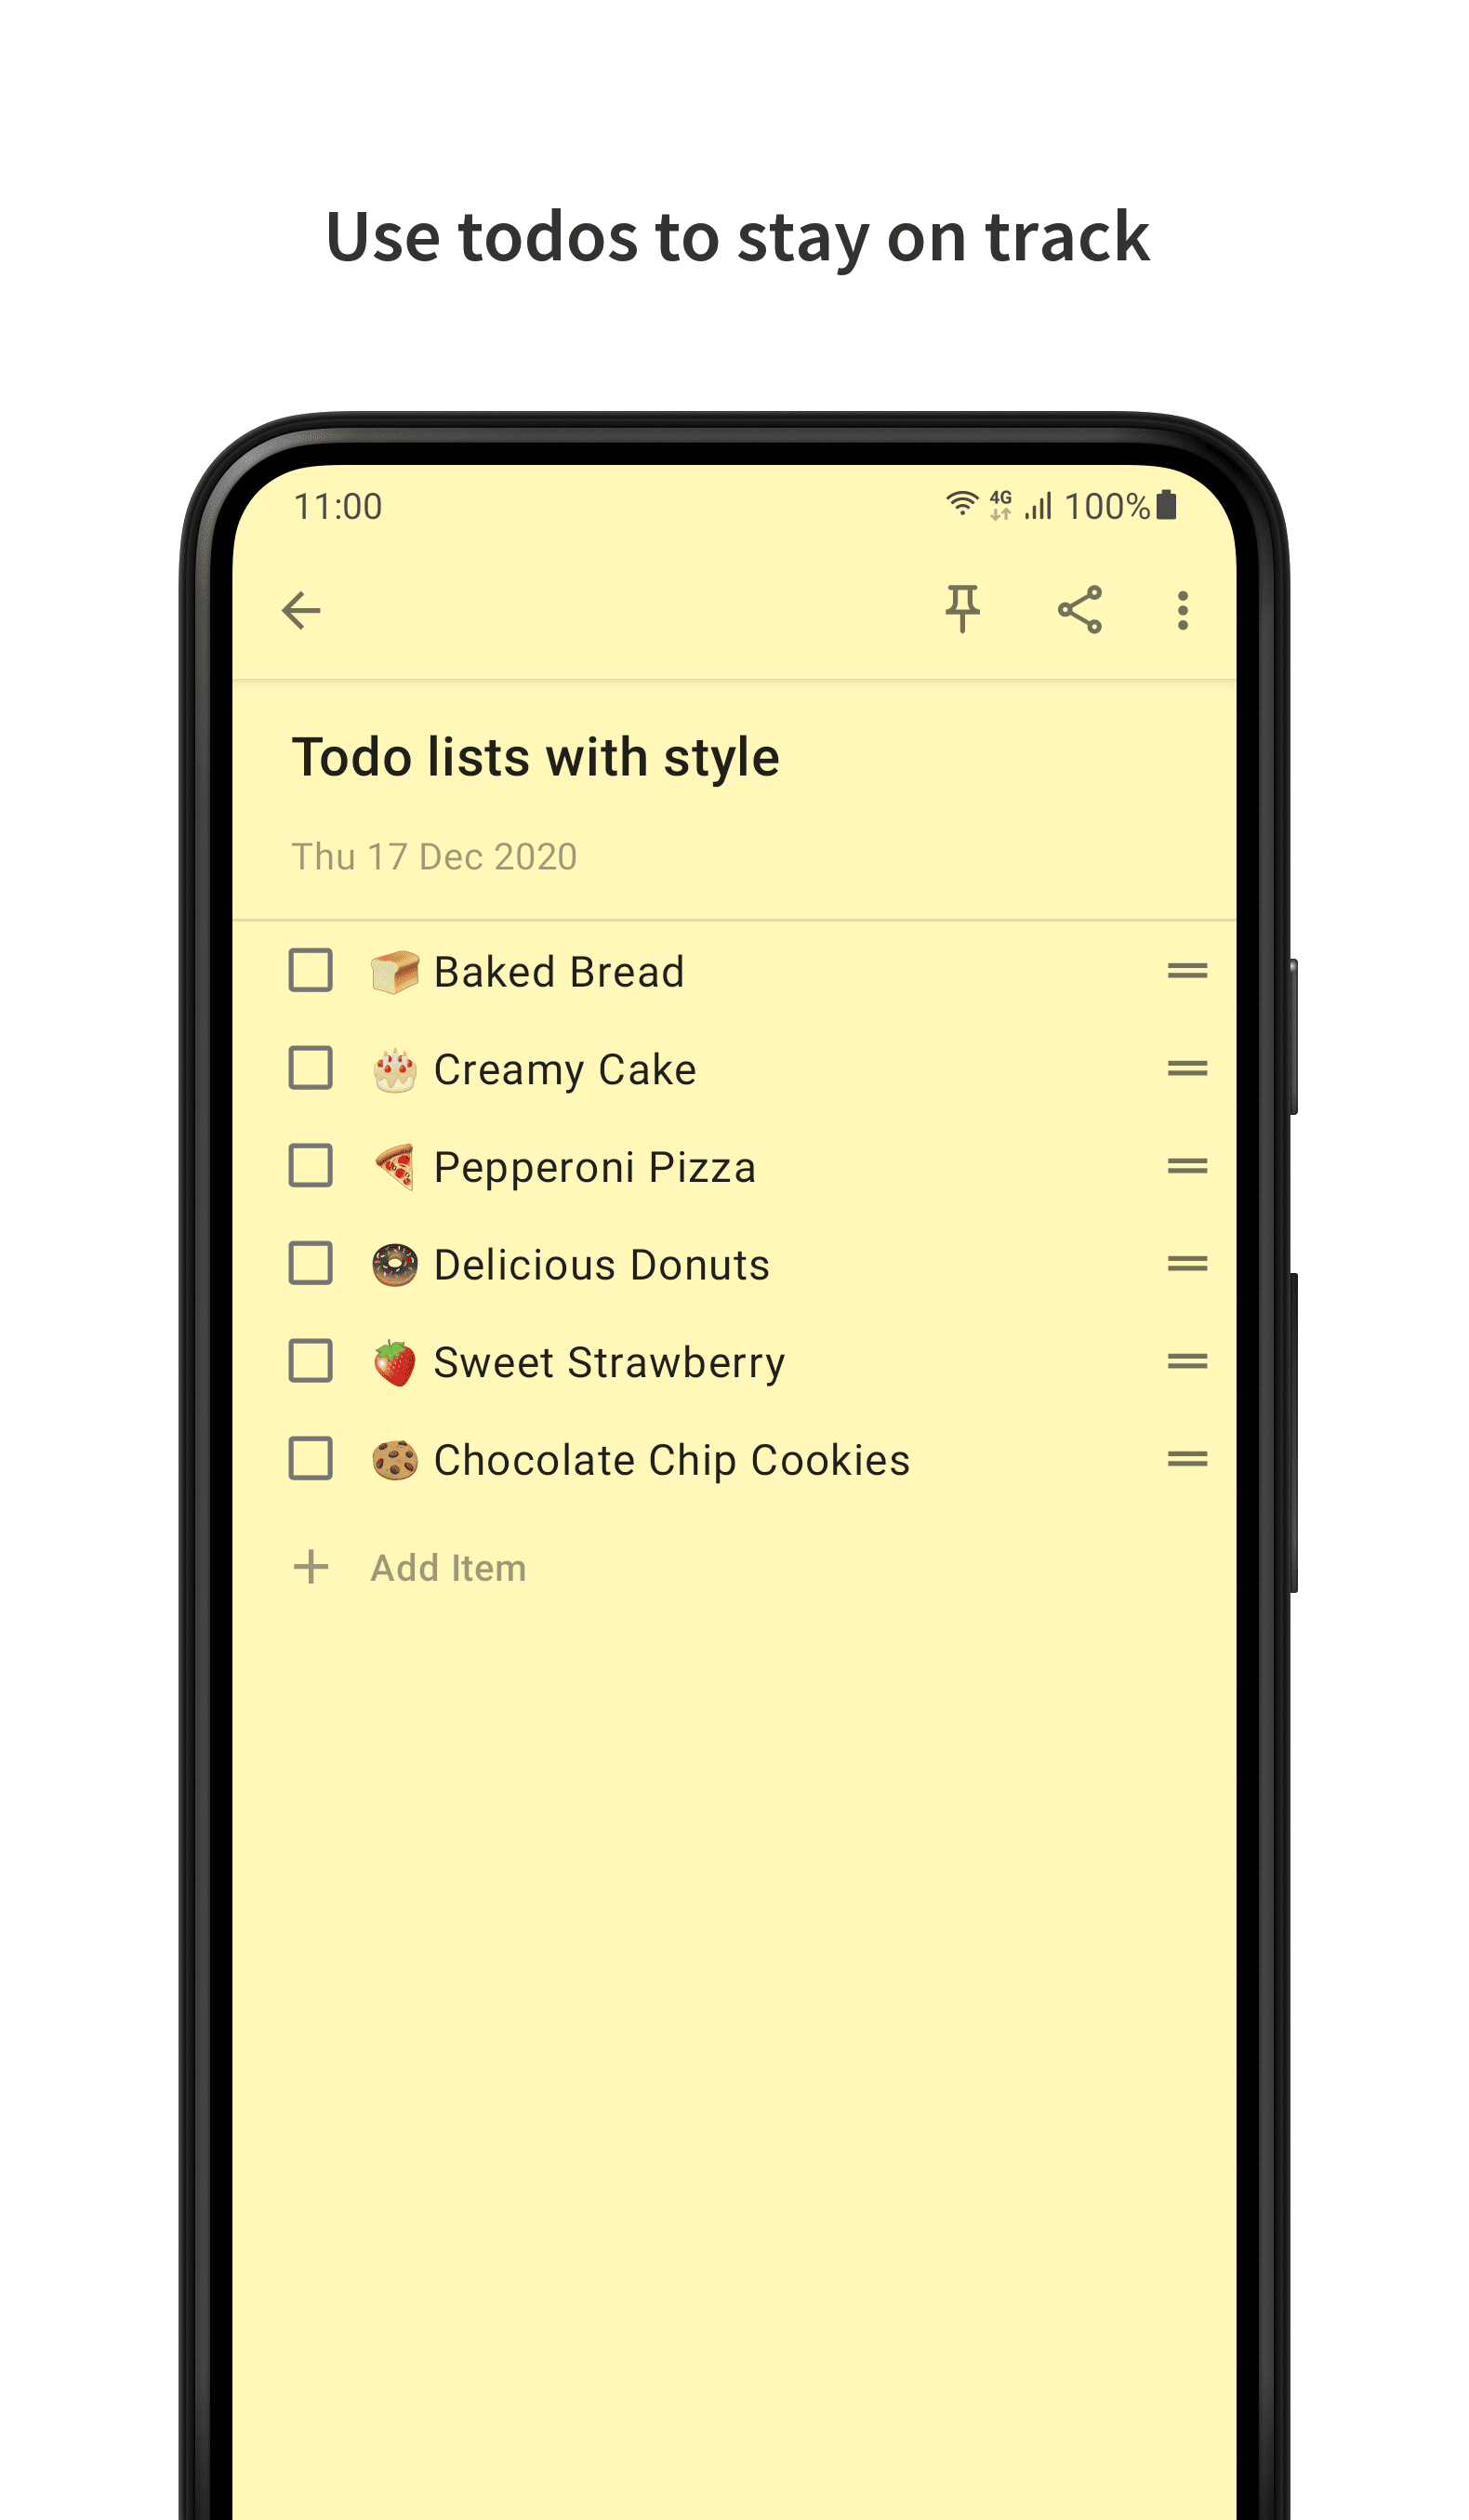 Use todos to stay on track
11:00 4G 100%
Todo lists with style
Thu 17 Dec 2020
🍞 Baked Bread
🎂 Creamy Cake
🍕 Pepperoni Pizza
🍩 Delicious Donuts
🍓 Sweet Strawberry
🍪 Chocolate Chip Cookies
Add Item